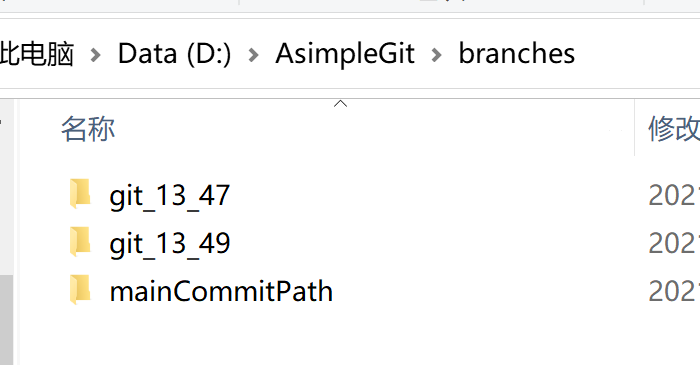 此电脑 > Data (D:) > AsimpleGit > branches
名称 修改
git_13_47 202
git_13_49 202
mainCommitPath 202